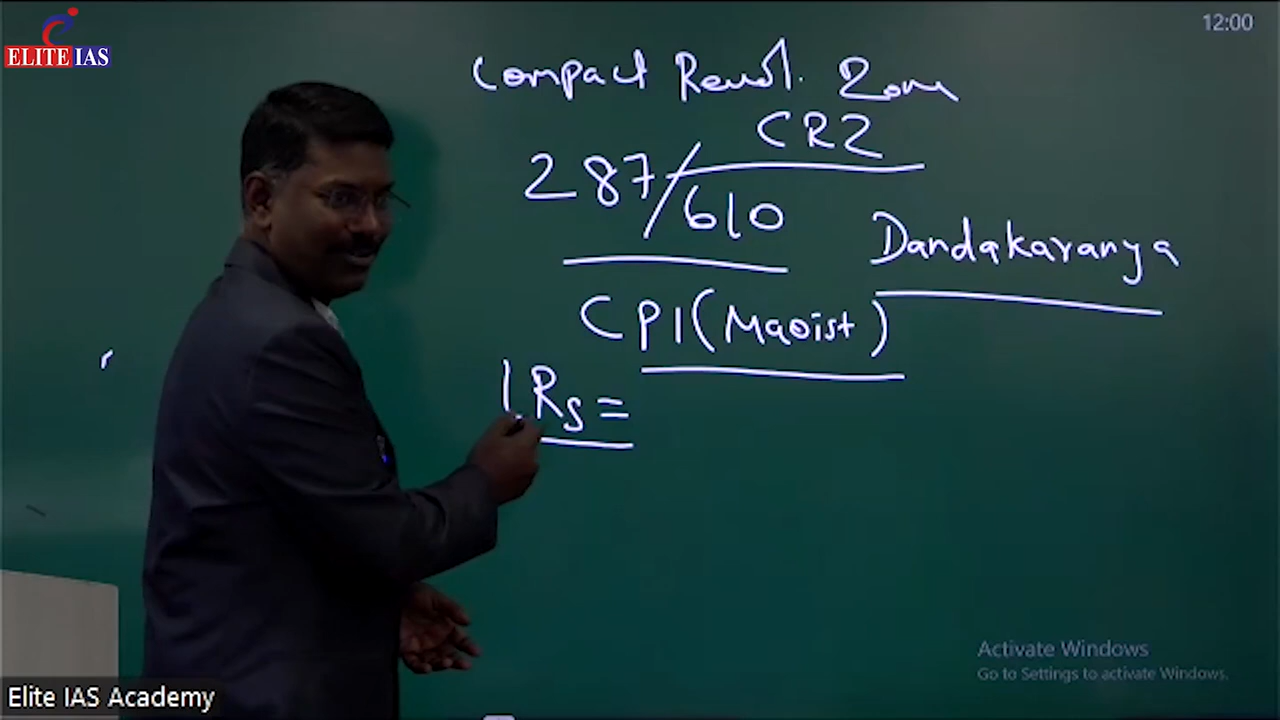 ELITE IAS
12:00
Compact Revol. Zone
CRZ
287/610
Dandakaranya
CPI (Maoist)
1 Rs =
Activate Windows
Go to Settings to activate Windows.
Elite IAS Academy